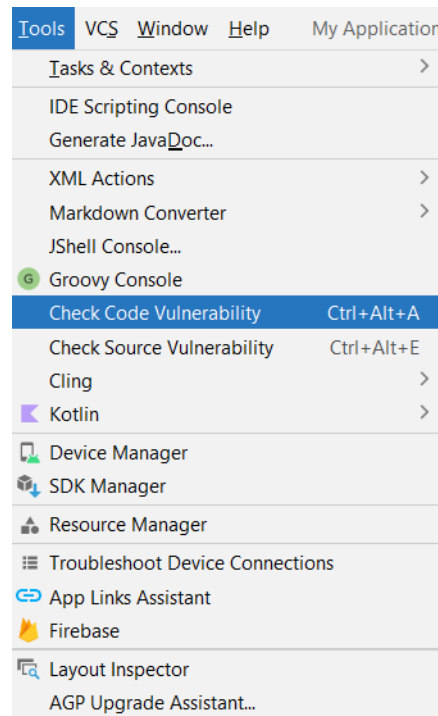 Tools VCS Window Help My Application
Tasks & Contexts
IDE Scripting Console
Generate JavaDoc...
XML Actions
Markdown Converter
JShell Console...
G Groovy Console
Check Code Vulnerability Ctrl+Alt+A
Check Source Vulnerability Ctrl+Alt+E
Cling
Kotlin
Device Manager
SDK Manager
Resource Manager
Troubleshoot Device Connections
App Links Assistant
Firebase
Layout Inspector
AGP Upgrade Assistant...